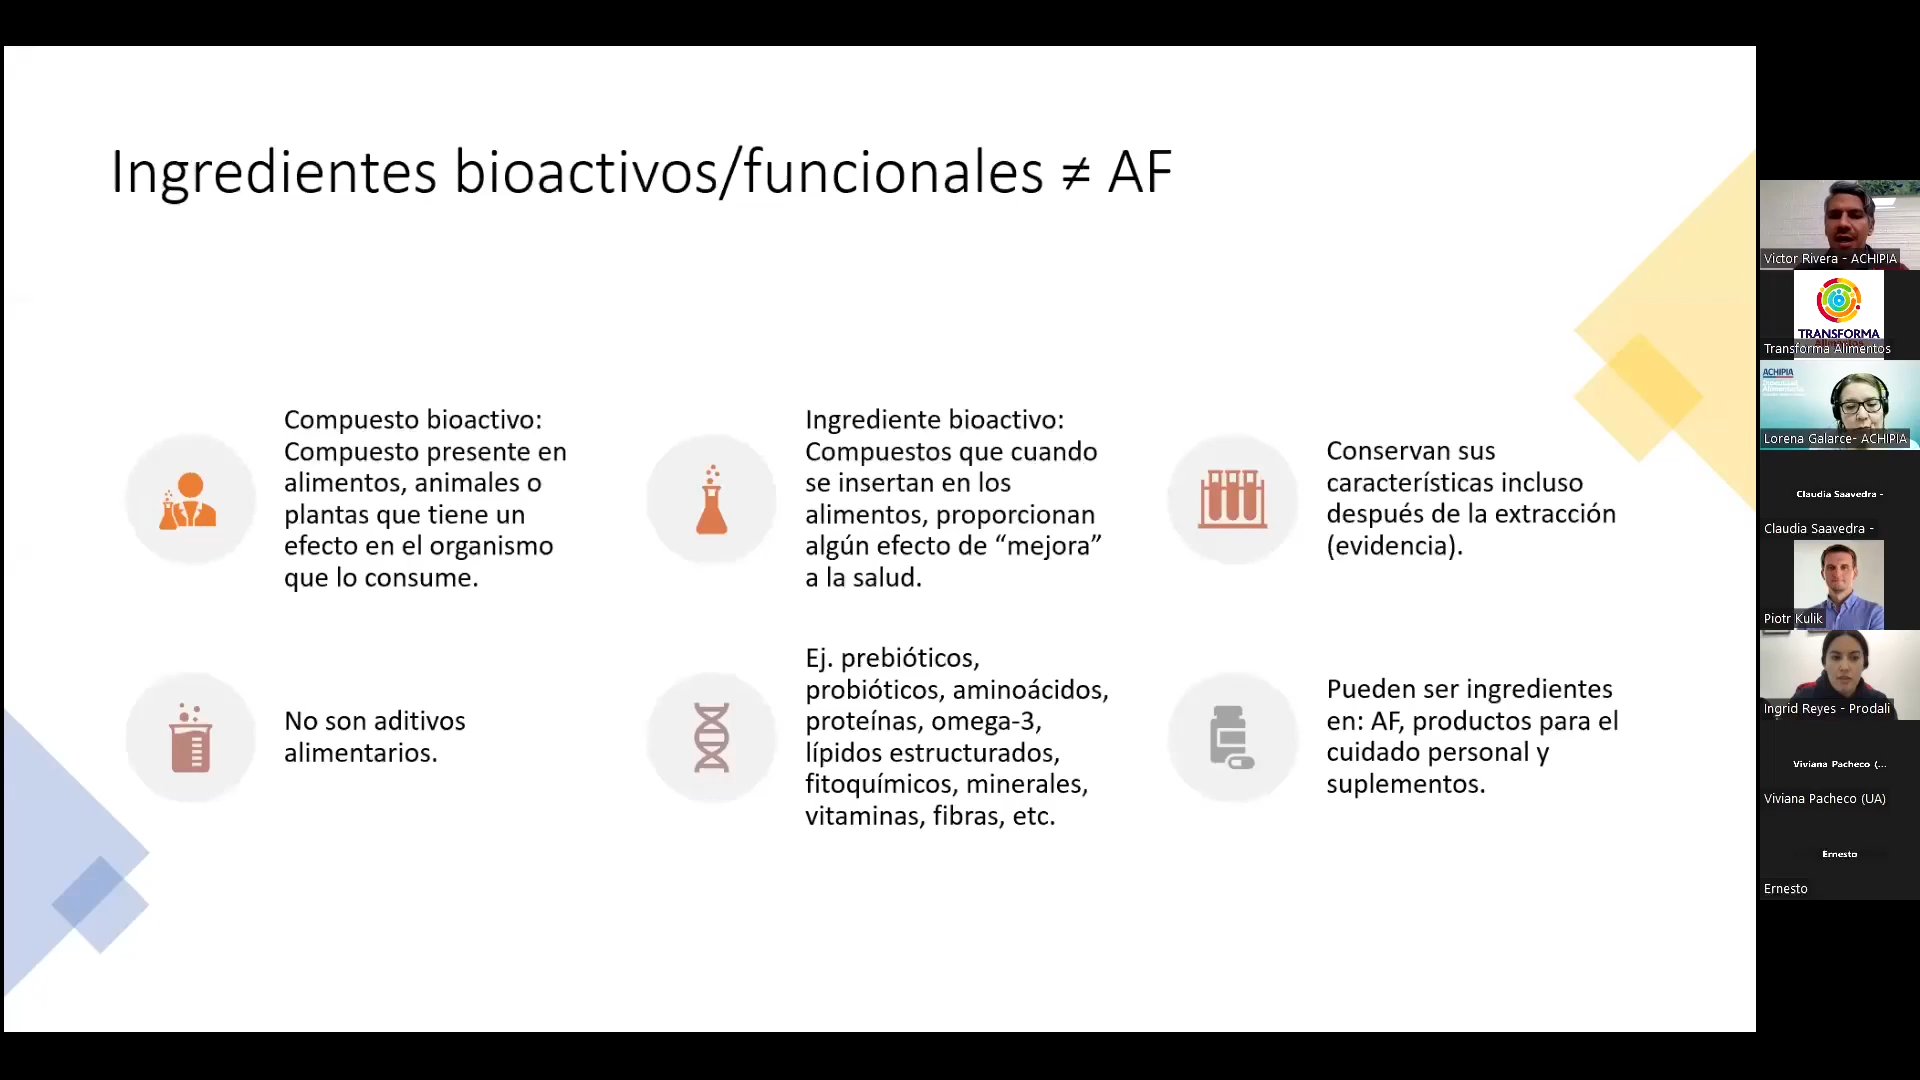 Ingredientes bioactivos/funcionales ≠ AF
Compuesto bioactivo:
Compuesto presente en
alimentos, animales o
plantas que tiene un
efecto en el organismo
que lo consume.
Ingrediente bioactivo:
Compuestos que cuando
se insertan en los
alimentos, proporcionan
algún efecto de “mejora”
a la salud.
Conservan sus
características incluso
después de la extracción
(evidencia).
No son aditivos
alimentarios.
Ej. prebióticos,
probióticos, aminoácidos,
proteínas, omega-3,
lípidos estructurados,
fitoquímicos, minerales,
vitaminas, fibras, etc.
Pueden ser ingredientes
en: AF, productos para el
cuidado personal y
suplementos.
Victor Rivera - ACHIPIA
TRANSFORMA
Transforma Alimentos
ACHIPIA
Lorena Galarce- ACHIPIA
Claudia Saavedra -
Claudia Saavedra -
Piotr Kulik
Ingrid Reyes - Prodali
Viviana Pacheco (...
Viviana Pacheco (UA)
Ernesto
Ernesto